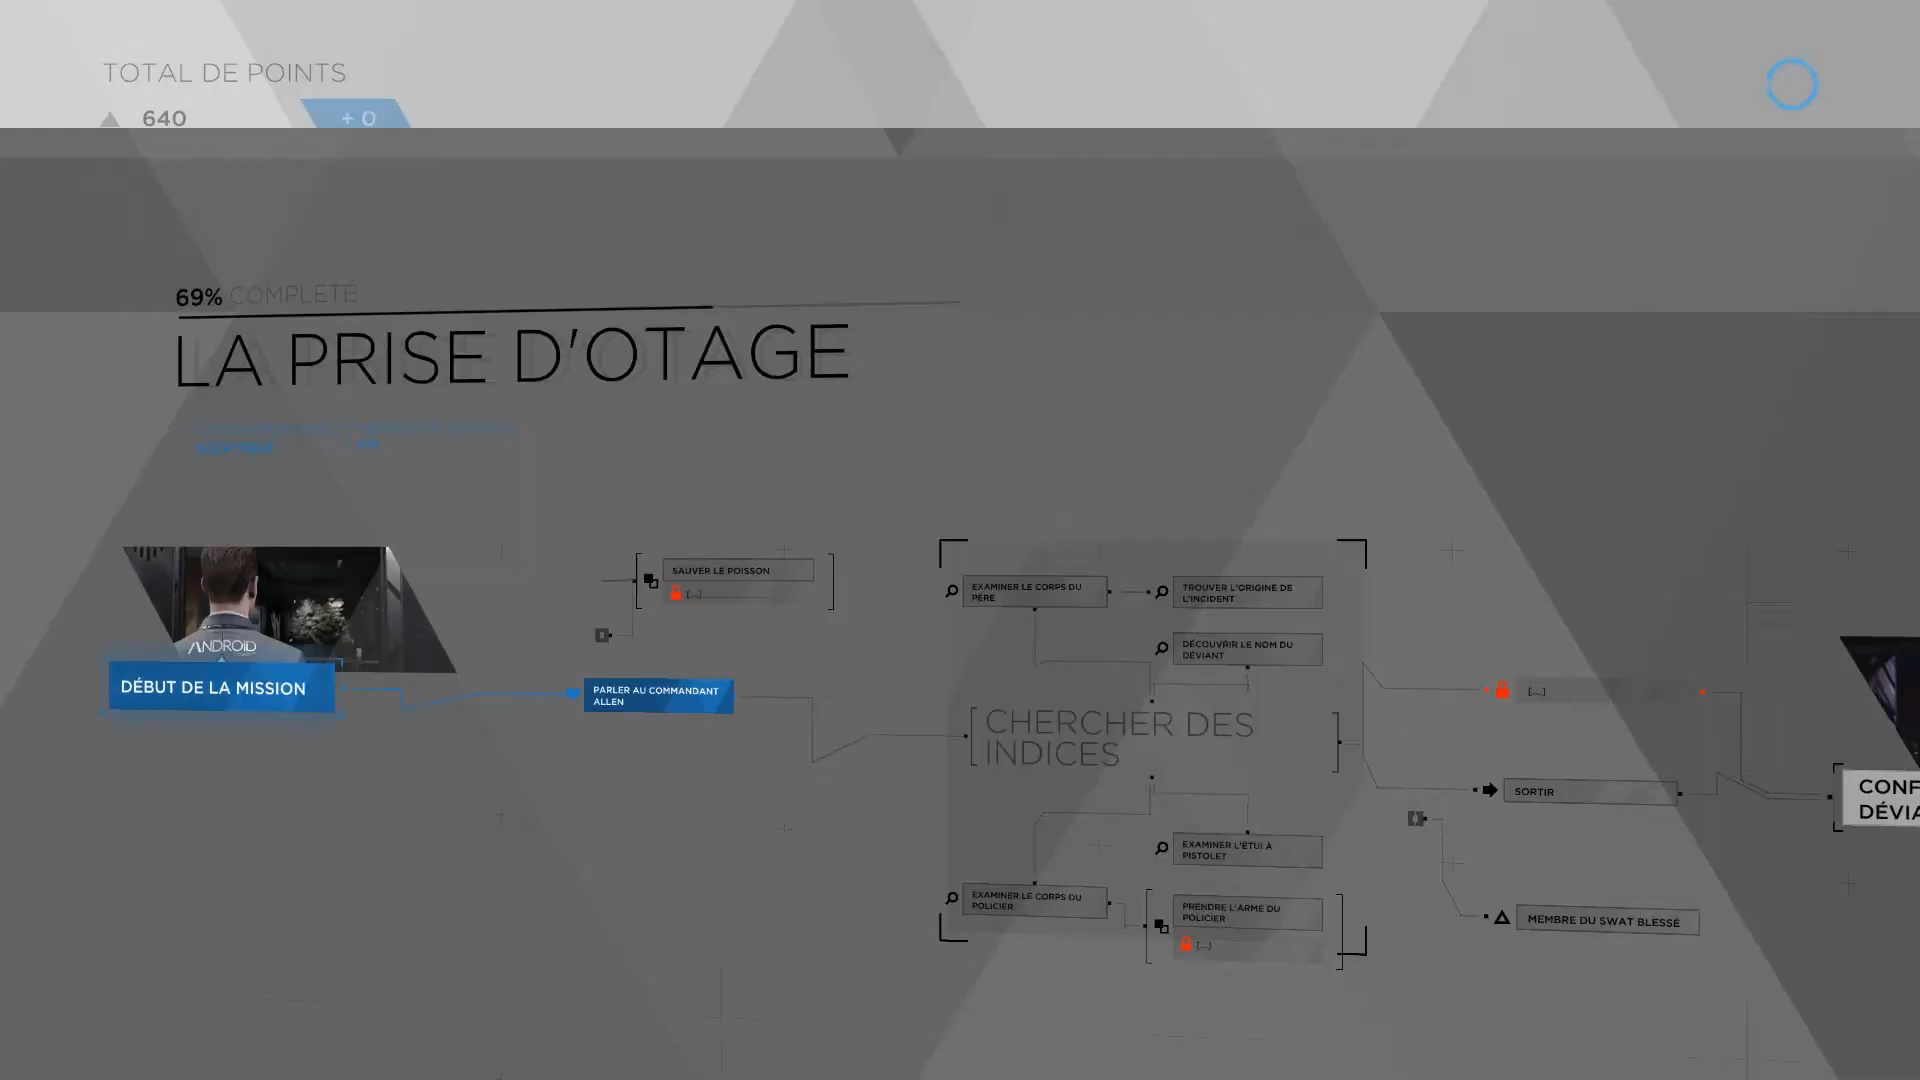 TOTAL DE POINTS
640
+ 0
69% COMPLÉTÉ
LA PRISE D'OTAGE
ANDROID
DÉBUT DE LA MISSION
PARLER AU COMMANDANT
ALLEN
SAUVER LE POISSON
[...]
EXAMINER LE CORPS DU
PÈRE
TROUVER L'ORIGINE DE
L'INCIDENT
DÉCOUVRIR LE NOM DU
DÉVIANT
CHERCHER DES
INDICES
EXAMINER L'ÉTUI À
PISTOLET
EXAMINER LE CORPS DU
POLICIER
PRENDRE L'ARME DU
POLICIER
[...]
[...]
SORTIR
MEMBRE DU SWAT BLESSÉ
CONF
DÉVIA